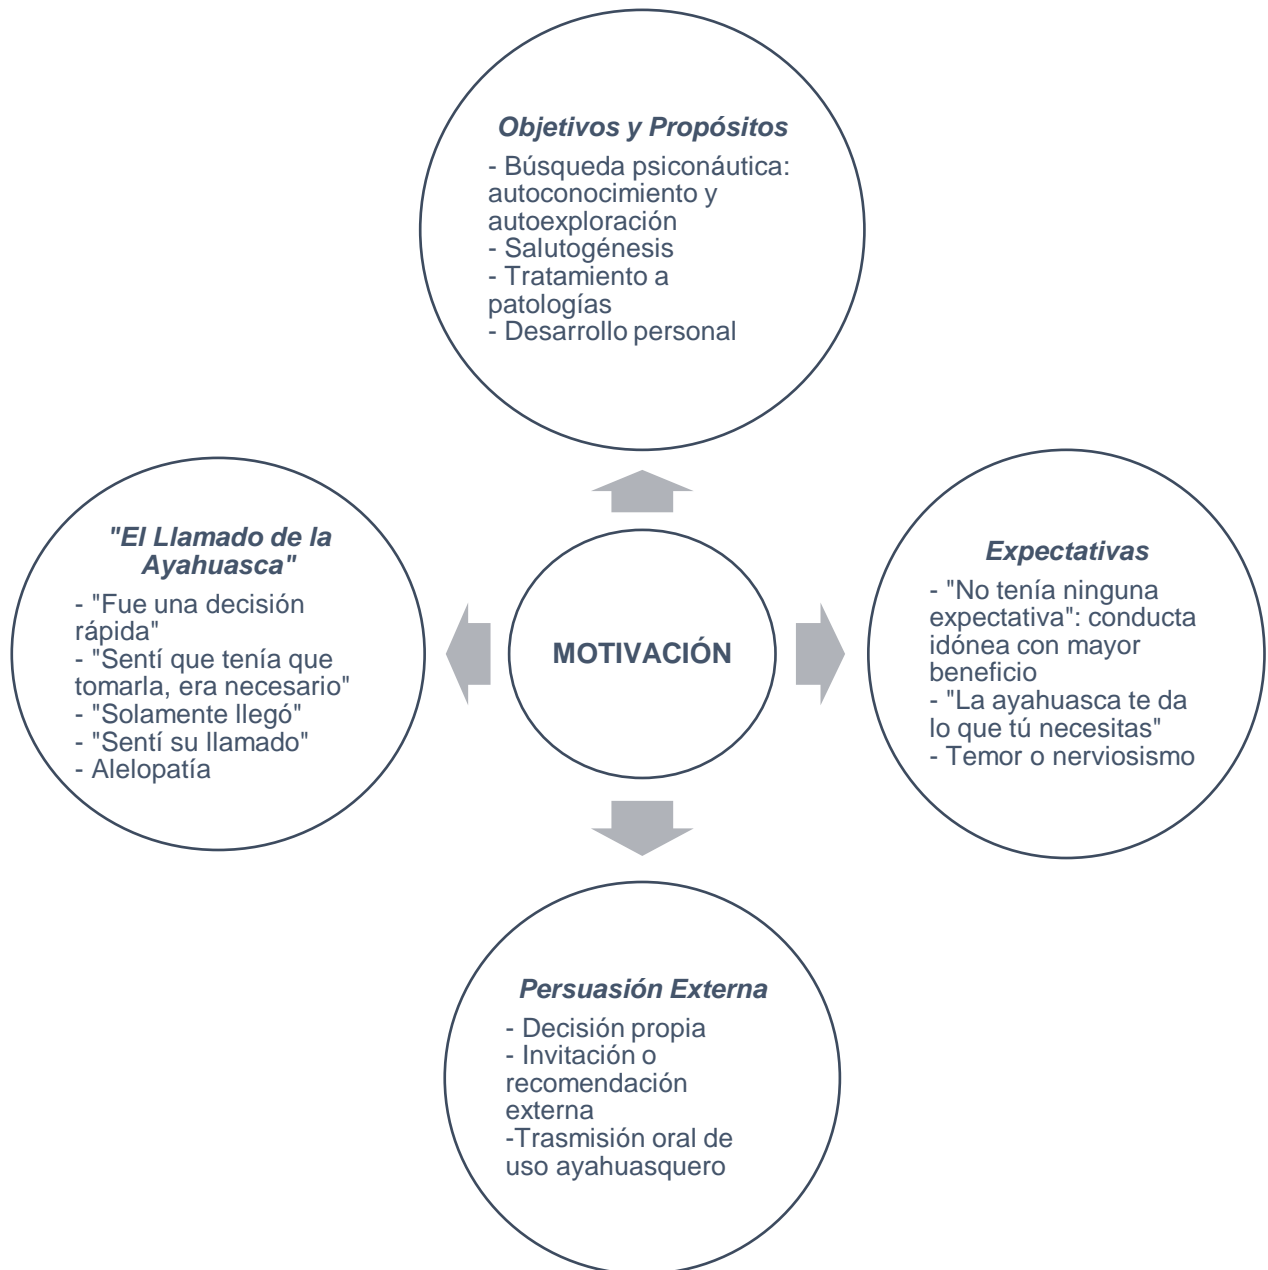 Objetivos y Propósitos
- Búsqueda psiconáutica:
autoconocimiento y
autoexploración
- Salutogénesis
- Tratamiento a
patologías
- Desarrollo personal
"El Llamado de la
Ayahuasca"
- "Fue una decisión
rápida"
- "Sentí que tenía que
tomarla, era necesario"
- "Solamente llegó"
- "Sentí su llamado"
- Alelopatía
MOTIVACIÓN
Expectativas
- "No tenía ninguna
expectativa": conducta
idónea con mayor
beneficio
- "La ayahuasca te da
lo que tú necesitas"
- Temor o nerviosismo
Persuasión Externa
- Decisión propia
- Invitación o
recomendación
externa
-Trasmisión oral de
uso ayahuasquero